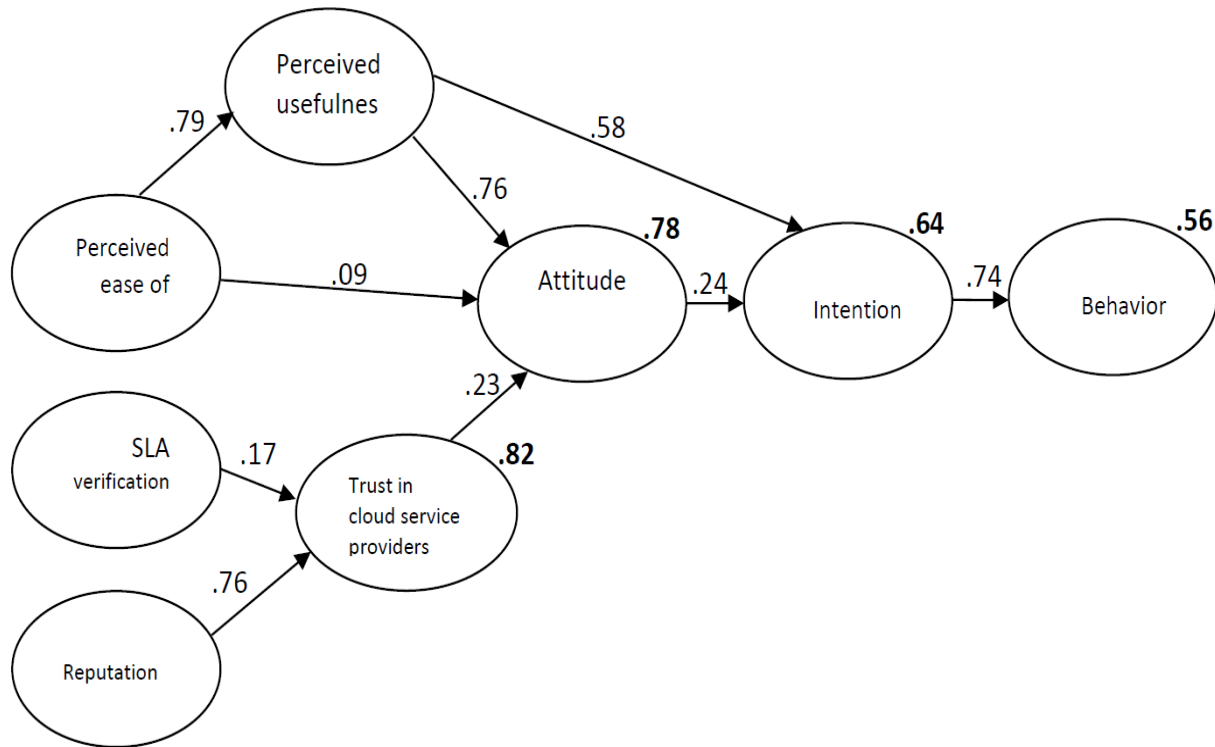 Perceived
usefulnes
.79
.58
.76
Perceived
ease of
.09
.78
Attitude
.24
.64
Intention
.74
.56
Behavior
.23
SLA
verification
.17
.82
Trust in
cloud service
providers
.76
Reputation